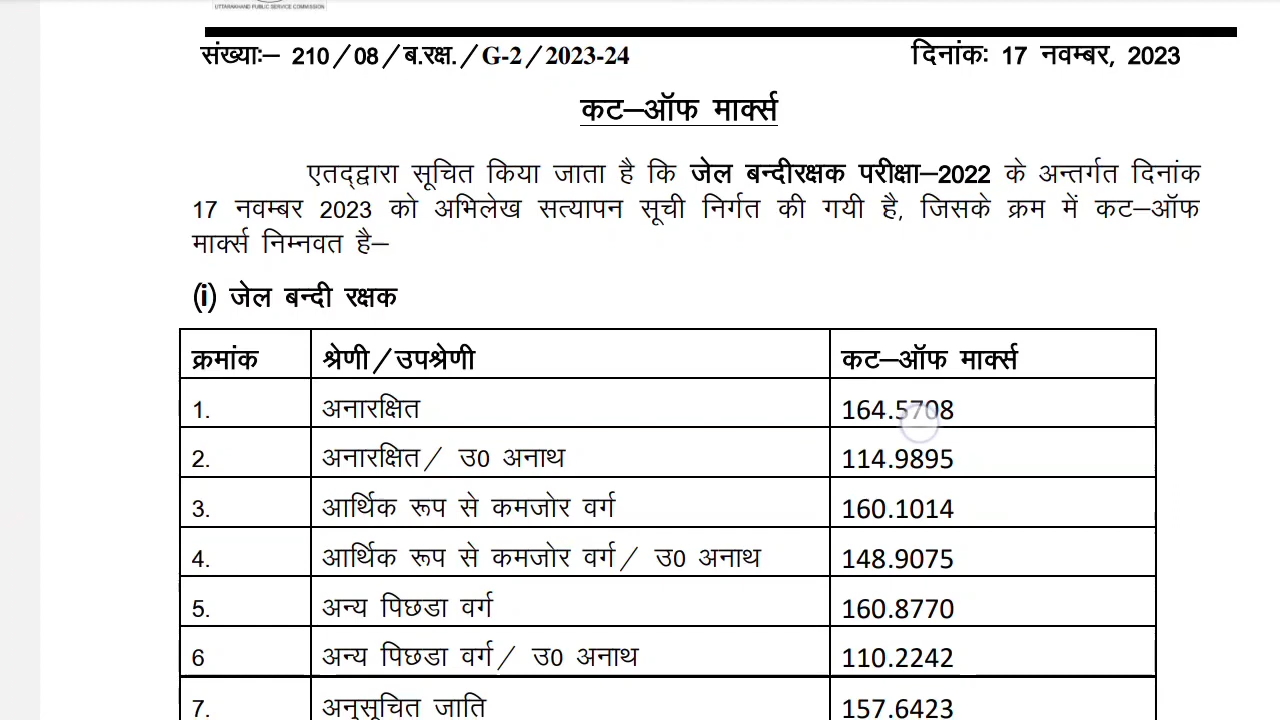 UTTARAKHAND PUBLIC SERVICE COMMISSION
संख्याः– 210/08/ब.रक्ष./G-2/2023-24 दिनांकः 17 नवम्बर, 2023
कट–ऑफ मार्क्स
एतद्द्वारा सूचित किया जाता है कि जेल बन्दीरक्षक परीक्षा–2022 के अन्तर्गत दिनांक
17 नवम्बर 2023 को अभिलेख सत्यापन सूची निर्गत की गयी है, जिसके क्रम में कट–ऑफ
मार्क्स निम्नवत है–
(i) जेल बन्दी रक्षक
क्रमांक श्रेणी/उपश्रेणी कट–ऑफ मार्क्स
1. अनारक्षित 164.5708
2. अनारक्षित/ उ0 अनाथ 114.9895
3. आर्थिक रूप से कमजोर वर्ग 160.1014
4. आर्थिक रूप से कमजोर वर्ग/ उ0 अनाथ 148.9075
5. अन्य पिछडा वर्ग 160.8770
6 अन्य पिछडा वर्ग/ उ0 अनाथ 110.2242
7. अनुसूचित जाति 157.6423